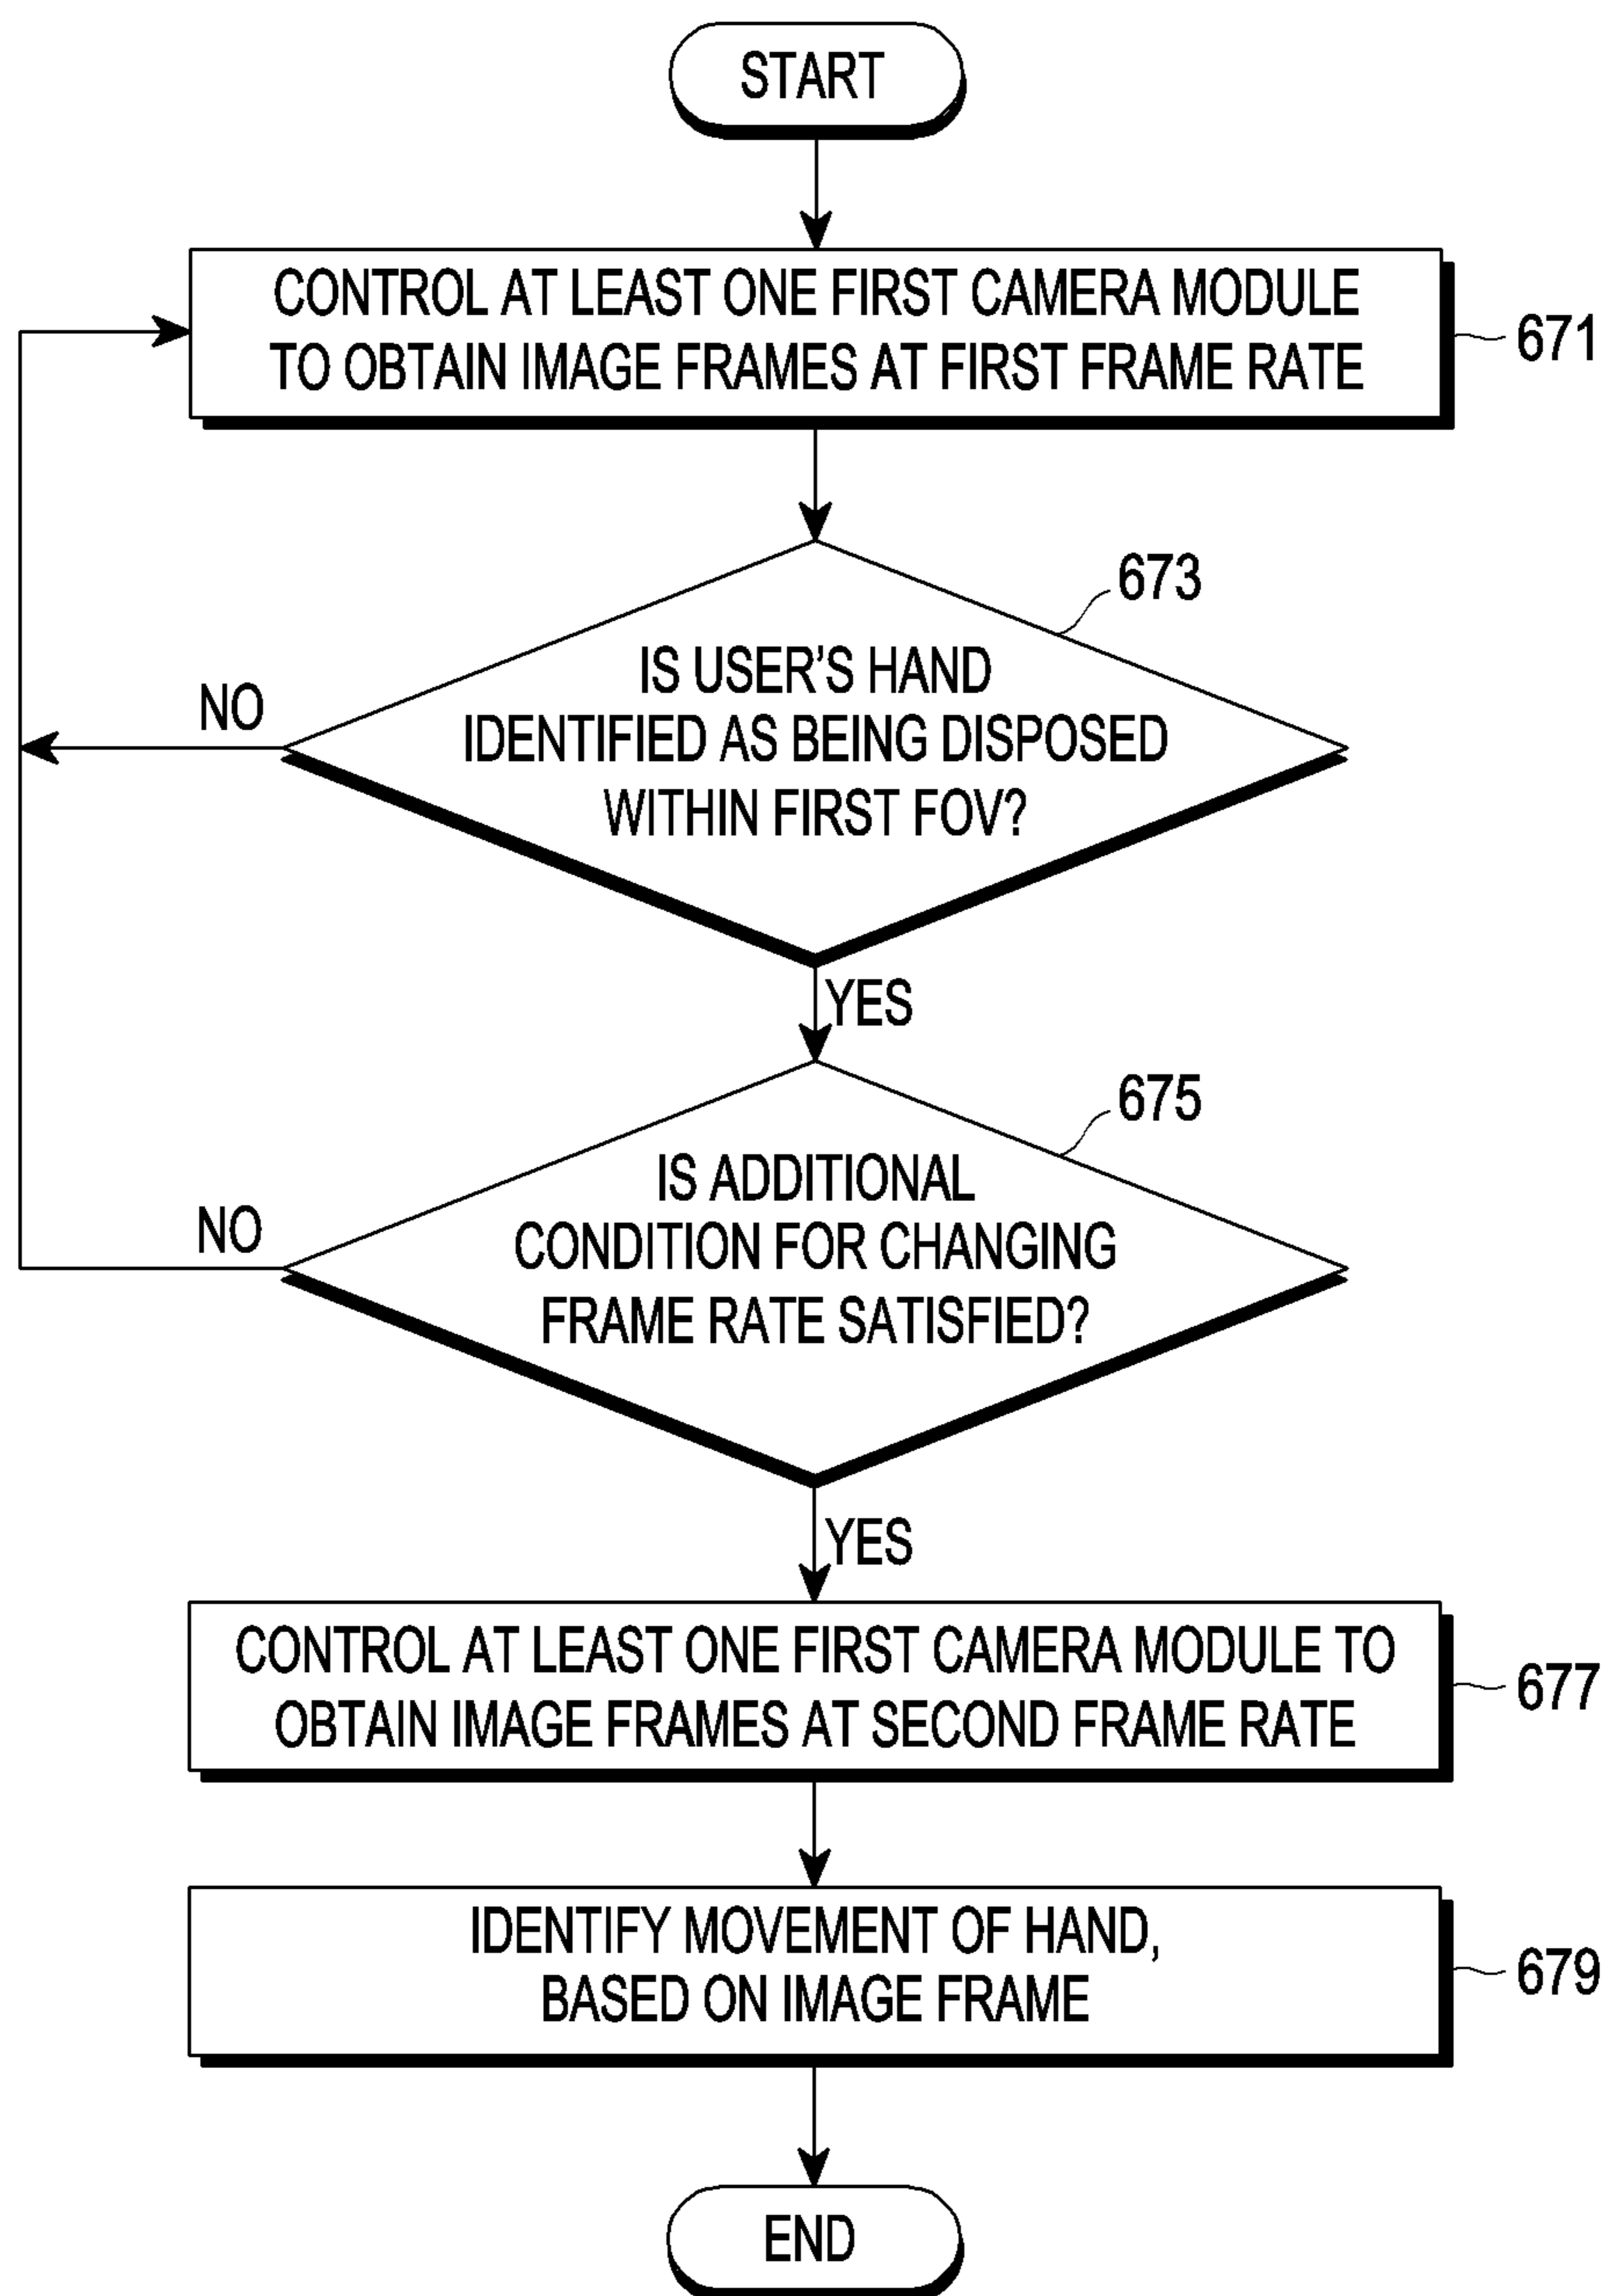 START
CONTROL AT LEAST ONE FIRST CAMERA MODULE
TO OBTAIN IMAGE FRAMES AT FIRST FRAME RATE
671
673
IS USER’S HAND
IDENTIFIED AS BEING DISPOSED
WITHIN FIRST FOV?
NO
YES
675
IS ADDITIONAL
CONDITION FOR CHANGING
FRAME RATE SATISFIED?
NO
YES
CONTROL AT LEAST ONE FIRST CAMERA MODULE TO
OBTAIN IMAGE FRAMES AT SECOND FRAME RATE
677
IDENTIFY MOVEMENT OF HAND,
BASED ON IMAGE FRAME
679
END